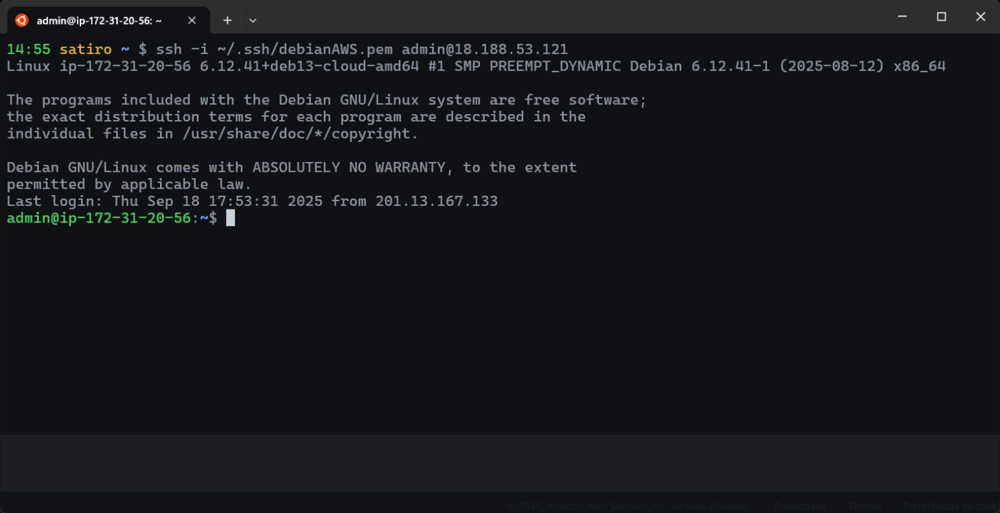 admin@ip-172-31-20-56: ~
14:55 satiro ~ $ ssh -i ~/.ssh/debianAWS.pem admin@18.188.53.121
Linux ip-172-31-20-56 6.12.41+deb13-cloud-amd64 #1 SMP PREEMPT_DYNAMIC Debian 6.12.41-1 (2025-08-12) x86_64
The programs included with the Debian GNU/Linux system are free software;
the exact distribution terms for each program are described in the
individual files in /usr/share/doc/*/copyright.
Debian GNU/Linux comes with ABSOLUTELY NO WARRANTY, to the extent
permitted by applicable law.
Last login: Thu Sep 18 17:53:31 2025 from 201.13.167.133
admin@ip-172-31-20-56:~$
© 2025, Amazon Web Services, Inc. ou suas afiliadas. Privacidade Termos Preferências de